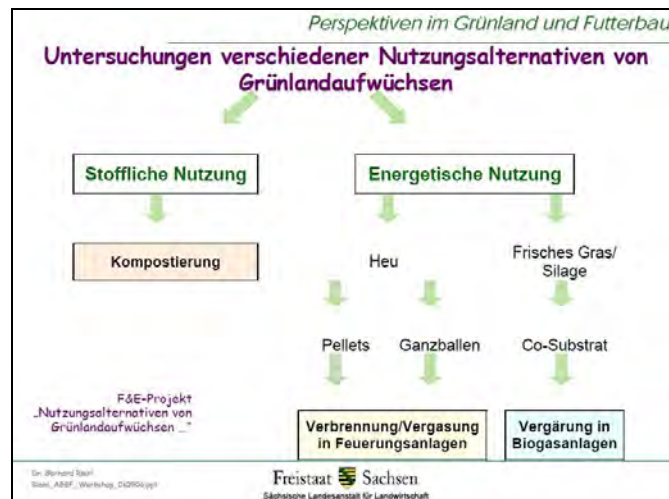 Perspektiven im Grünland und Futterbau
Untersuchungen verschiedener Nutzungsalternativen von
Grünlandaufwüchsen
Stoffliche Nutzung
Energetische Nutzung
Kompostierung
Heu
Frisches Gras/
Silage
Pellets
Ganzballen
Co-Substrat
F&E-Projekt
„Nutzungsalternativen von
Grünlandaufwüchsen ..."
Verbrennung/Vergasung
in Feuerungsanlagen
Vergärung in
Biogasanlagen
Dr.
Freistaat Sachsen
Sächsische Landesanstalt für Landwirtschaft